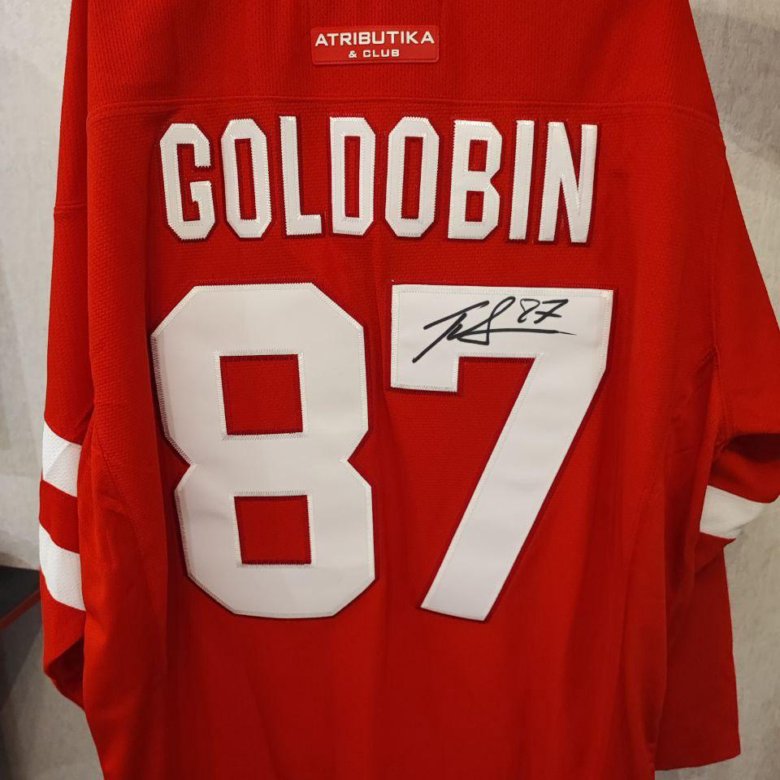 ATRIBUTIKA
& CLUB
GOLDOBIN
87
87